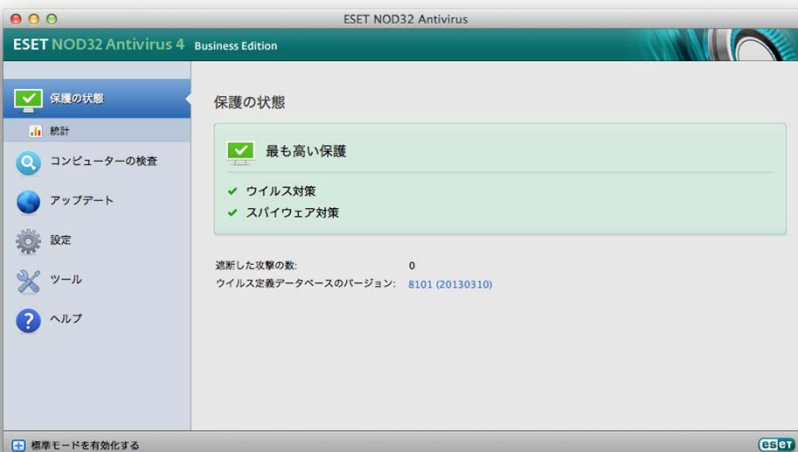 ESET NOD32 Antivirus
ESET NOD32 Antivirus 4 Business Edition
保護の状態
統計
コンピューターの検査
アップデート
設定
ツール
ヘルプ
保護の状態
最も高い保護
ウイルス対策
スパイウェア対策
遮断した攻撃の数: 0
ウイルス定義データベースのバージョン: 8101 (20130310)
標準モードを有効化する
eset